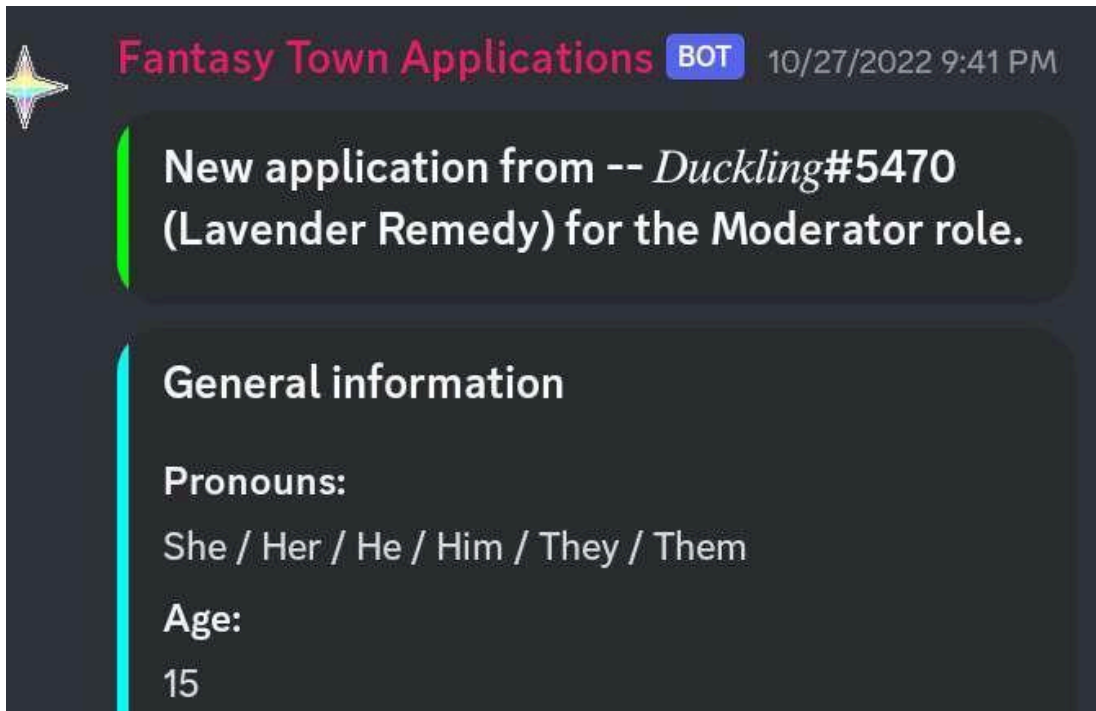 Fantasy Town Applications BOT 10/27/2022 9:41 PM
New application from -- Duckling#5470
(Lavender Remedy) for the Moderator role.
General information
Pronouns:
She / Her / He / Him / They / Them
Age:
15